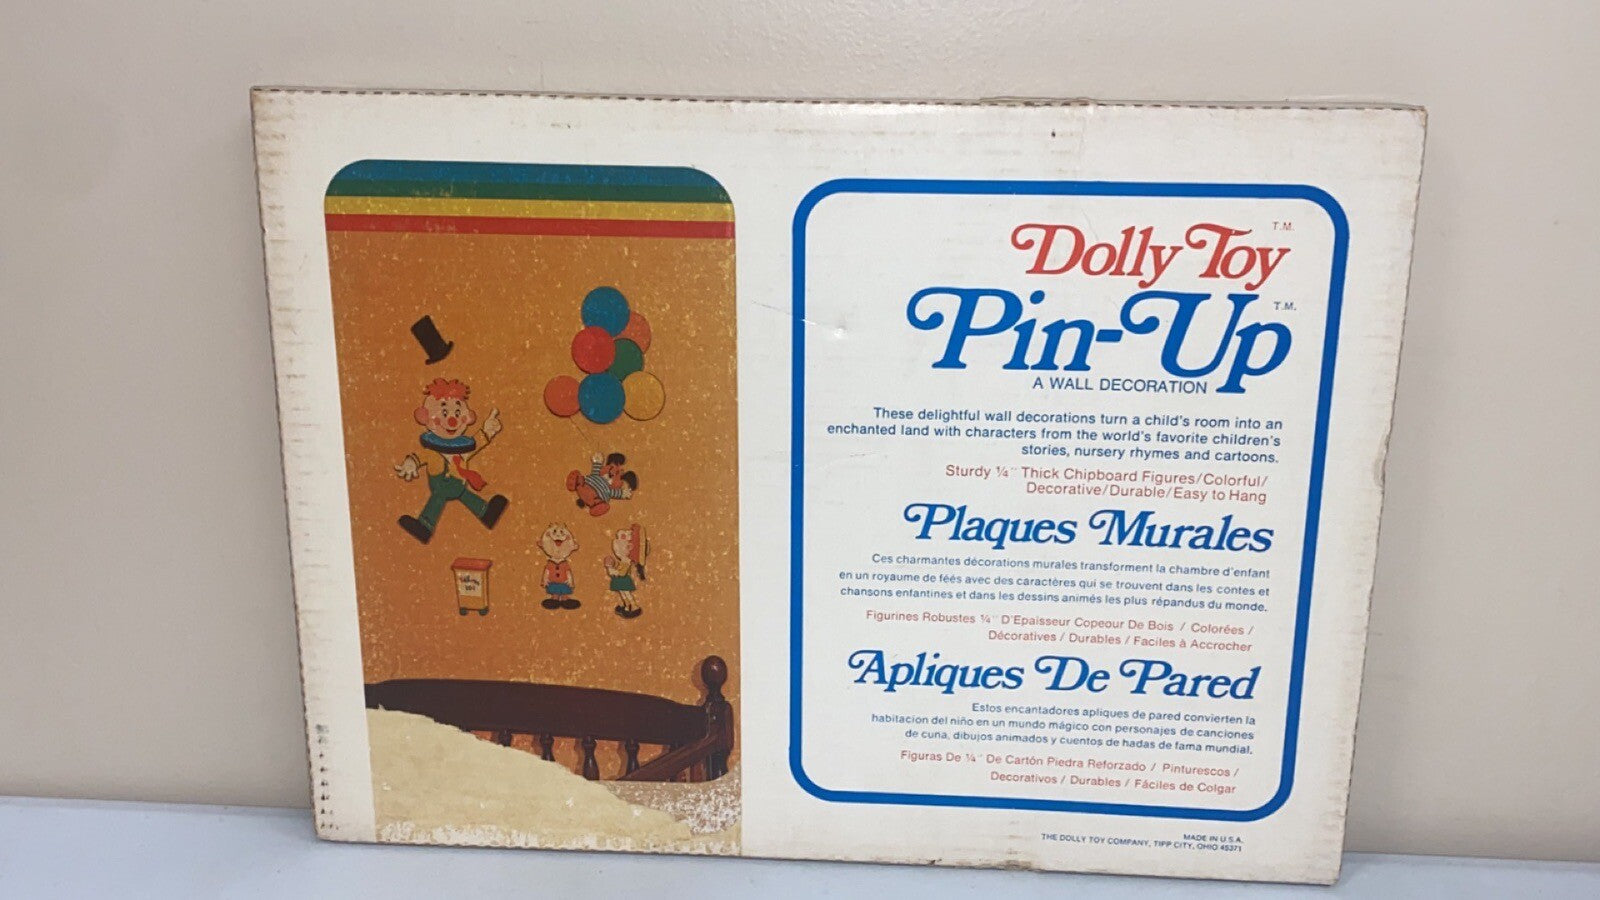 Dolly Toy T.M.
Pin-Up T.M.
A WALL DECORATION
These delightful wall decorations turn a child's room into an
enchanted land with characters from the world's favorite children's
stories, nursery rhymes and cartoons.
Sturdy ¼" Thick Chipboard Figures/Colorful/
Decorative/Durable/Easy to Hang
Plaques Murales
Ces charmantes décorations murales transforment la chambre d'enfant
en un royaume de féés avec des caractères qui se trouvent dans les contes et
chansons enfantines et dans les dessins animés les plus répandus du monde.
Figurines Robustes ¼" D'Epaisseur Copeour De Bois / Colorées /
Décoratives / Durables / Faciles à Accrocher
Apliques De Pared
Estos encantadores apliques de pared convierten la
habitacion del niño en un mundo mágico con personajes de canciones
de cuna, dibujos animados y cuentos de hadas de fama mundial.
Figuras De ¼" De Cartón Piedra Reforzado / Pinturescos /
Decorativos / Durables / Fáciles de Colgar
MADE IN U.S.A.
THE DOLLY TOY COMPANY, TIPP CITY, OHIO 45371